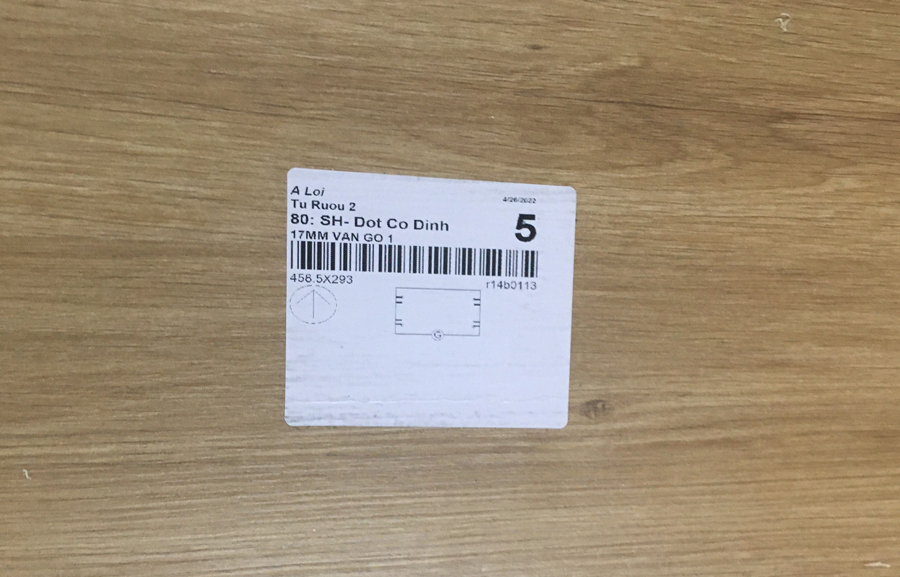 A Loi
Tu Ruou 2
4/26/2022
80: SH- Dot Co Dinh
5
17MM VAN GO 1
456.5X293
r14b0113
G